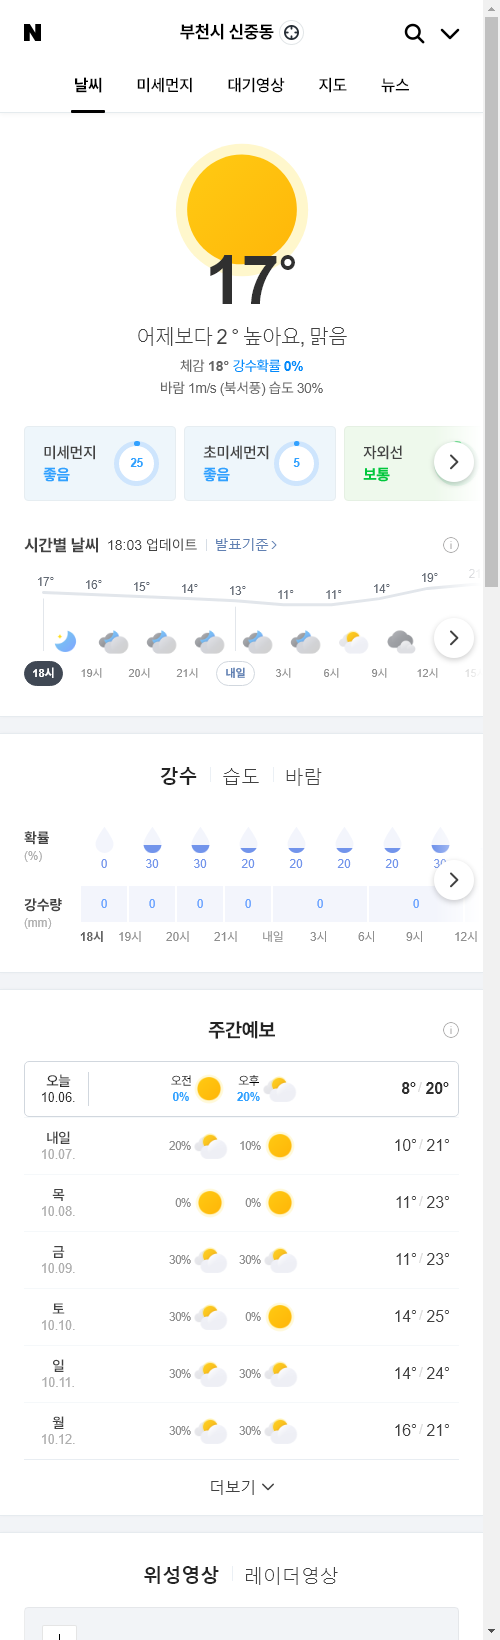 N 부천시 신중동
날씨 미세먼지 대기영상 지도 뉴스
17°
어제보다 2 ° 높아요, 맑음
체감 18° 강수확률 0%
바람 1m/s (북서풍) 습도 30%
미세먼지 좋음 25
초미세먼지 좋음 5
자외선 보통
시간별 날씨 18:03 업데이트 발표기준
17° 16° 15° 14° 13° 11° 11° 14° 19° 21
18시 19시 20시 21시 내일 3시 6시 9시 12시 15
강수 습도 바람
확률 (%)
0 30 30 20 20 20 20 30
강수량 (mm)
0 0 0 0 0 0
18시 19시 20시 21시 내일 3시 6시 9시 12시
주간예보
오늘 10.06. 오전 0% 오후 20% 8° / 20°
내일 10.07. 20% 10% 10° / 21°
목 10.08. 0% 0% 11° / 23°
금 10.09. 30% 30% 11° / 23°
토 10.10. 30% 0% 14° / 25°
일 10.11. 30% 30% 14° / 24°
월 10.12. 30% 30% 16° / 21°
더보기
위성영상 레이더영상